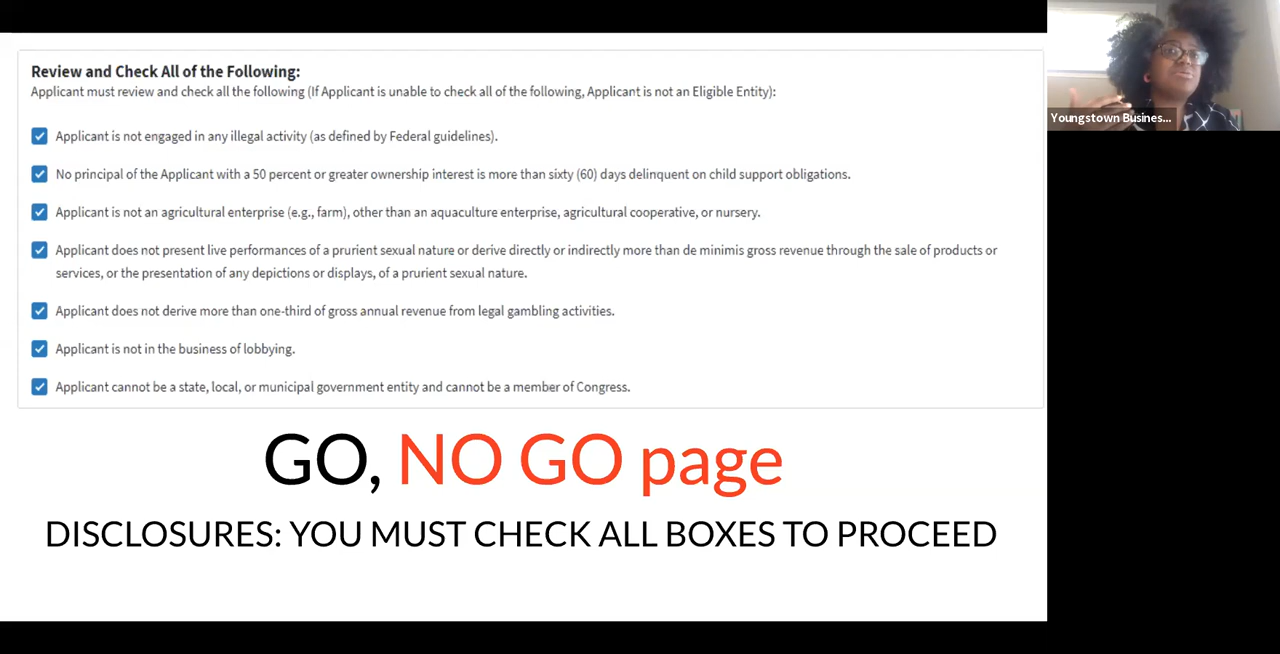 Review and Check All of the Following:
Applicant must review and check all the following (If Applicant is unable to check all of the following, Applicant is not an Eligible Entity):
Applicant is not engaged in any illegal activity (as defined by Federal guidelines).
No principal of the Applicant with a 50 percent or greater ownership interest is more than sixty (60) days delinquent on child support obligations.
Applicant is not an agricultural enterprise (e.g., farm), other than an aquaculture enterprise, agricultural cooperative, or nursery.
Applicant does not present live performances of a prurient sexual nature or derive directly or indirectly more than de minimis gross revenue through the sale of products or
services, or the presentation of any depictions or displays, of a prurient sexual nature.
Applicant does not derive more than one-third of gross annual revenue from legal gambling activities.
Applicant is not in the business of lobbying.
Applicant cannot be a state, local, or municipal government entity and cannot be a member of Congress.
GO, NO GO page
DISCLOSURES: YOU MUST CHECK ALL BOXES TO PROCEED
Youngstown Busines...